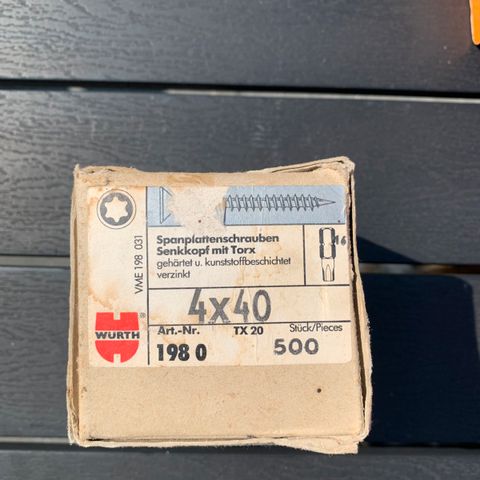 VME 198 031
Spanplattenschrauben
Senkkopf mit Torx
gehärtet u. kunststoffbeschichtet
verzinkt
16
4x40
WÜRTH
®
Art.-Nr. TX 20 Stück/Pieces
198 0 500